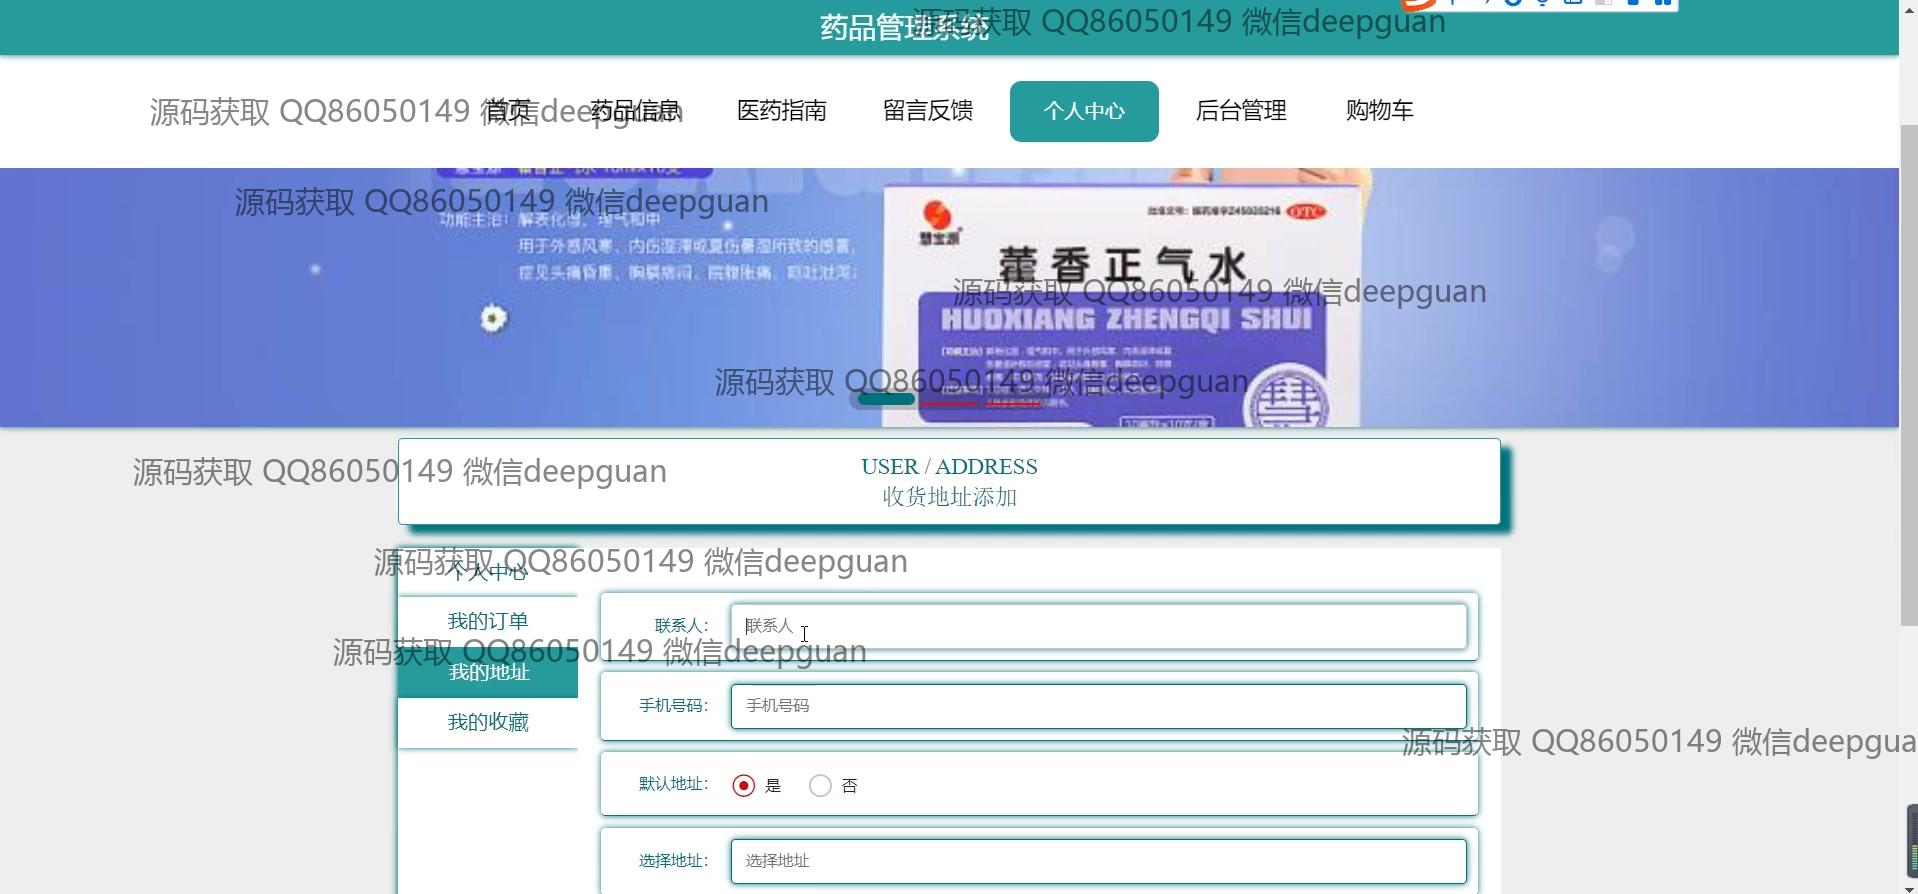 药品管理系统
源码获取 QQ86050149 微信deepguan
源码获取 QQ86050149 微信deepguan
首页 药品信息 医药指南 留言反馈 个人中心 后台管理 购物车
源码获取 QQ86050149 微信deepguan
功能主治：解表化湿，理气和中
用于外感风寒、内伤湿滞或夏伤暑湿所致的感冒，
症见头痛昏重、胸膈痞闷、脘腹胀痛、呕吐泄泻；
OTC
藿香正气水
源码获取 QQ86050149 微信deepguan
HUOXIANG ZHENGQI SHUI
源码获取 QQ86050149 微信deepguan
USER / ADDRESS
收货地址添加
源码获取 QQ86050149 微信deepguan
源码获取 QQ86050149 微信deepguan
个人中心
我的订单
我的地址
我的收藏
联系人： 联系人
源码获取 QQ86050149 微信deepguan
手机号码： 手机号码
源码获取 QQ86050149 微信deepgua
默认地址： 是 否
选择地址： 选择地址